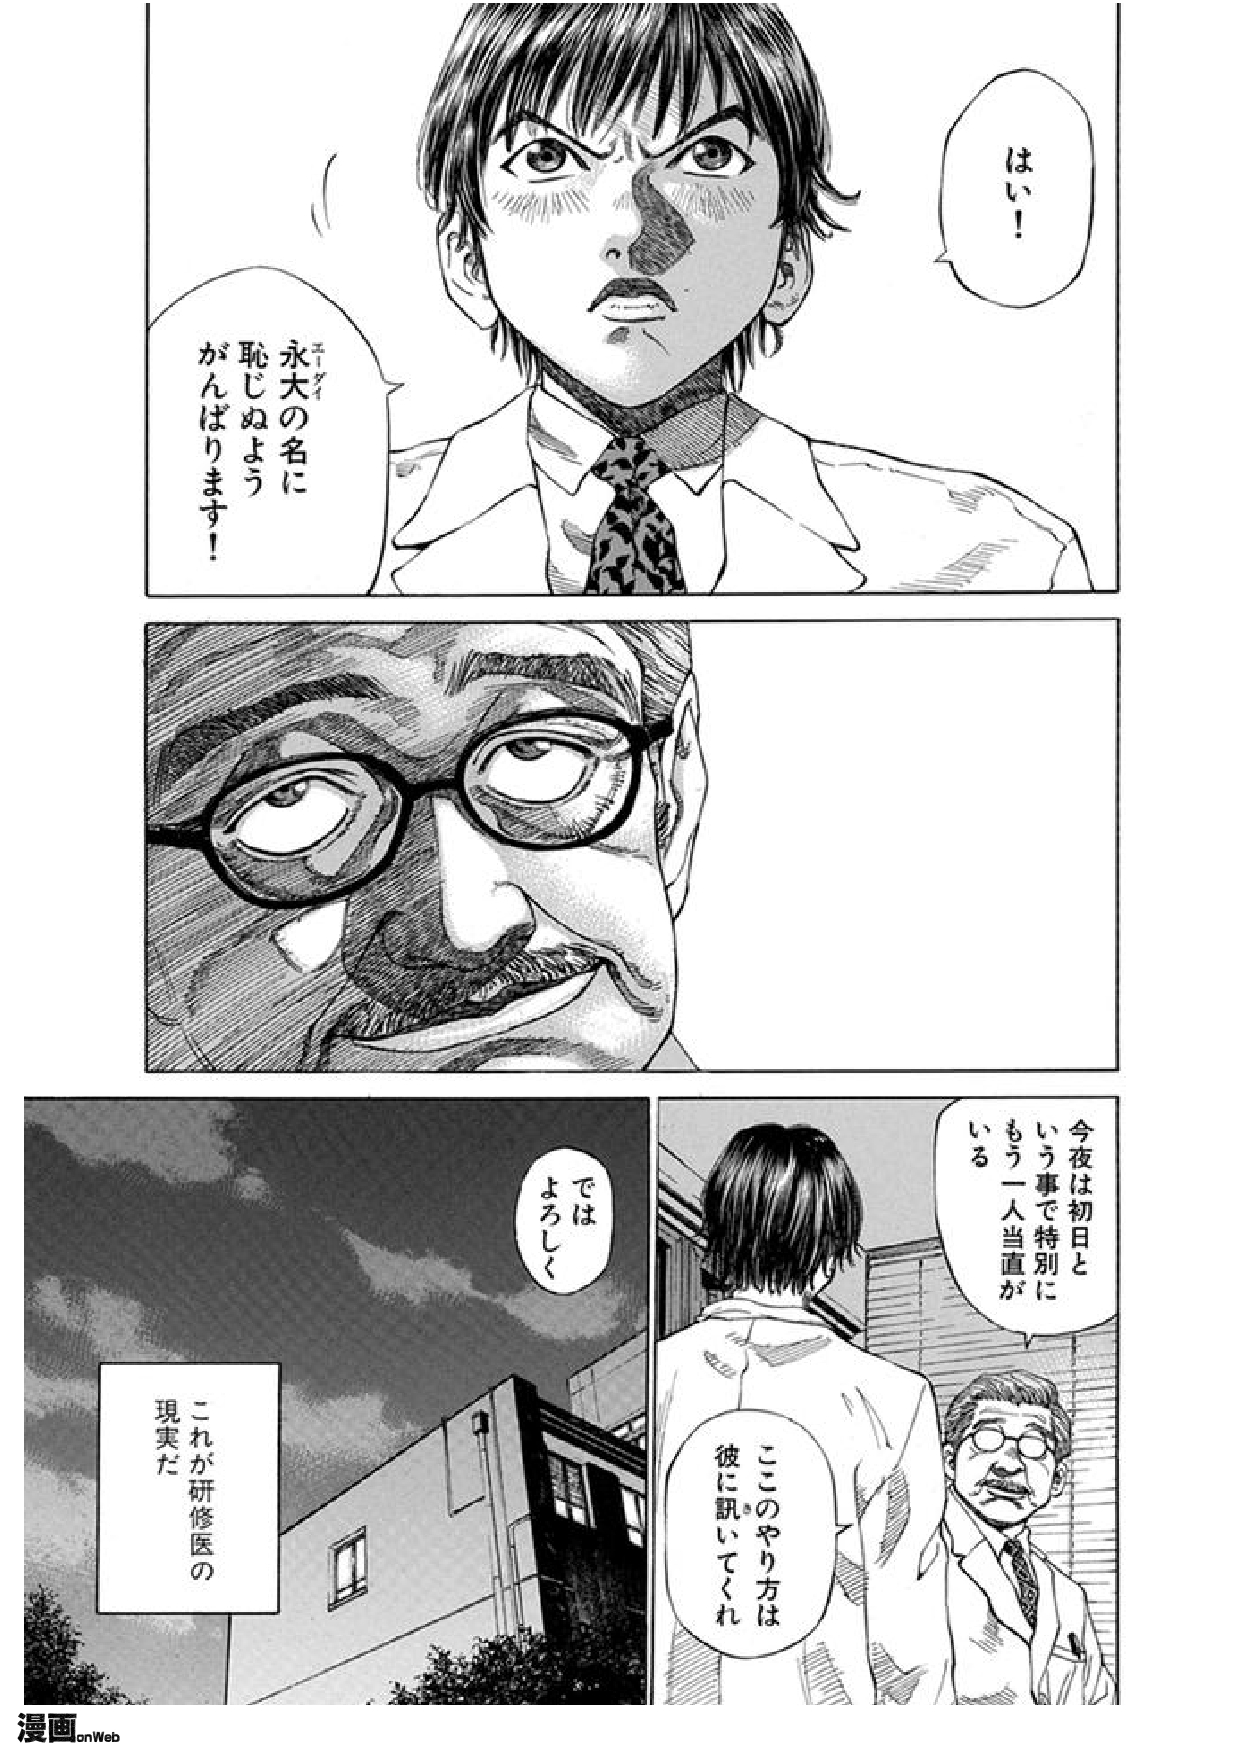 はい！
永大の名に
エーダイ
恥じぬよう
がんばります！
今夜は初日と
いう事で特別に
もう一人当直が
いる
ここのやり方は
彼に訊いてくれ
き
では
よろしく
これが研修医の
現実だ
漫画onWeb